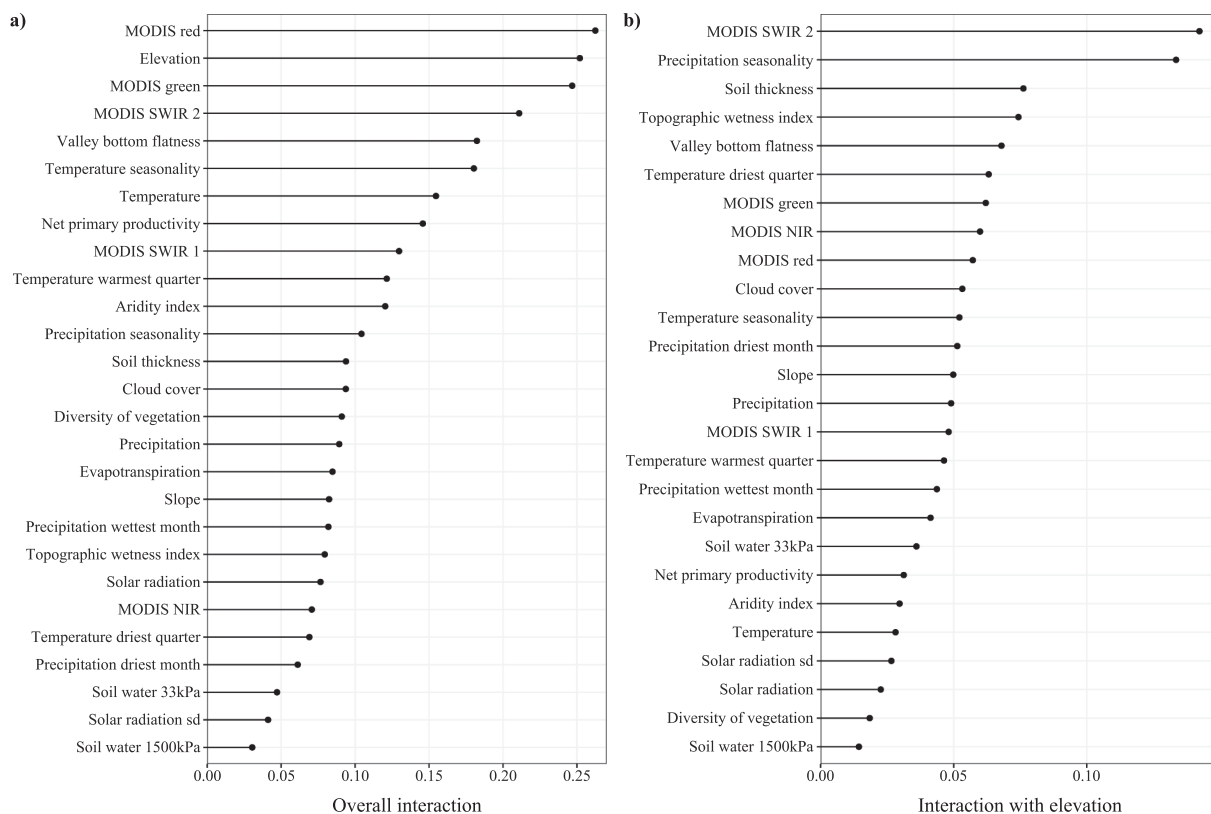 a)
MODIS red
Elevation
MODIS green
MODIS SWIR 2
Valley bottom flatness
Temperature seasonality
Temperature
Net primary productivity
MODIS SWIR 1
Temperature warmest quarter
Aridity index
Precipitation seasonality
Soil thickness
Cloud cover
Diversity of vegetation
Precipitation
Evapotranspiration
Slope
Precipitation wettest month
Topographic wetness index
Solar radiation
MODIS NIR
Temperature driest quarter
Precipitation driest month
Soil water 33kPa
Solar radiation sd
Soil water 1500kPa
0.00 0.05 0.10 0.15 0.20 0.25
Overall interaction
b)
MODIS SWIR 2
Precipitation seasonality
Soil thickness
Topographic wetness index
Valley bottom flatness
Temperature driest quarter
MODIS green
MODIS NIR
MODIS red
Cloud cover
Temperature seasonality
Precipitation driest month
Slope
Precipitation
MODIS SWIR 1
Temperature warmest quarter
Precipitation wettest month
Evapotranspiration
Soil water 33kPa
Net primary productivity
Aridity index
Temperature
Solar radiation sd
Solar radiation
Diversity of vegetation
Soil water 1500kPa
0.00 0.05 0.10
Interaction with elevation